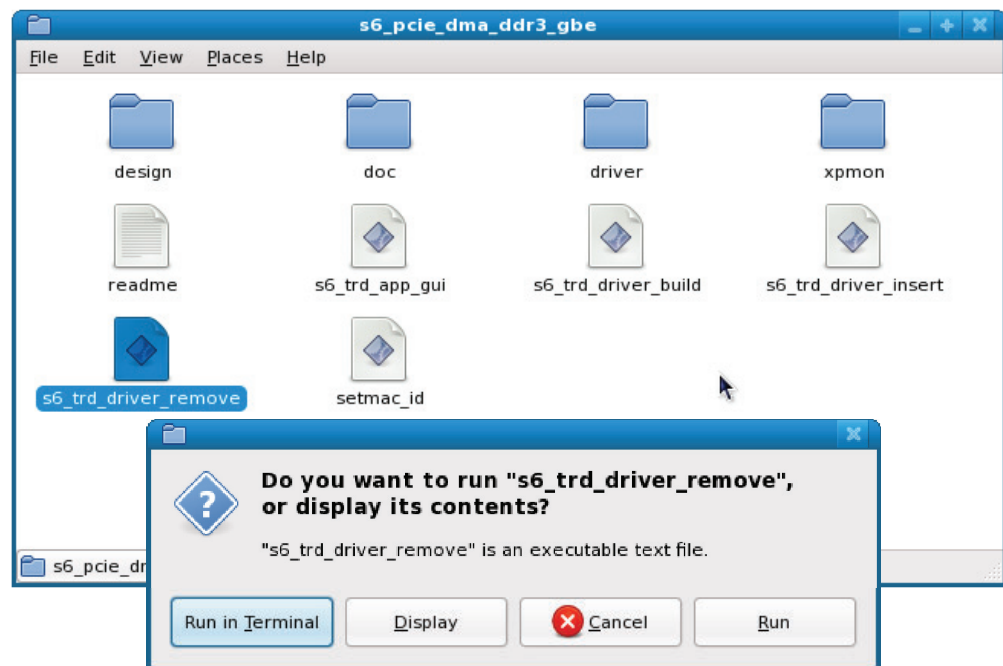 s6_pcie_dma_ddr3_gbe
File Edit View Places Help
design doc driver xpmon
readme s6_trd_app_gui s6_trd_driver_build s6_trd_driver_insert
s6_trd_driver_remove setmac_id
Do you want to run "s6_trd_driver_remove",
or display its contents?
"s6_trd_driver_remove" is an executable text file.
s6_pcie_dr
Run in Terminal Display Cancel Run